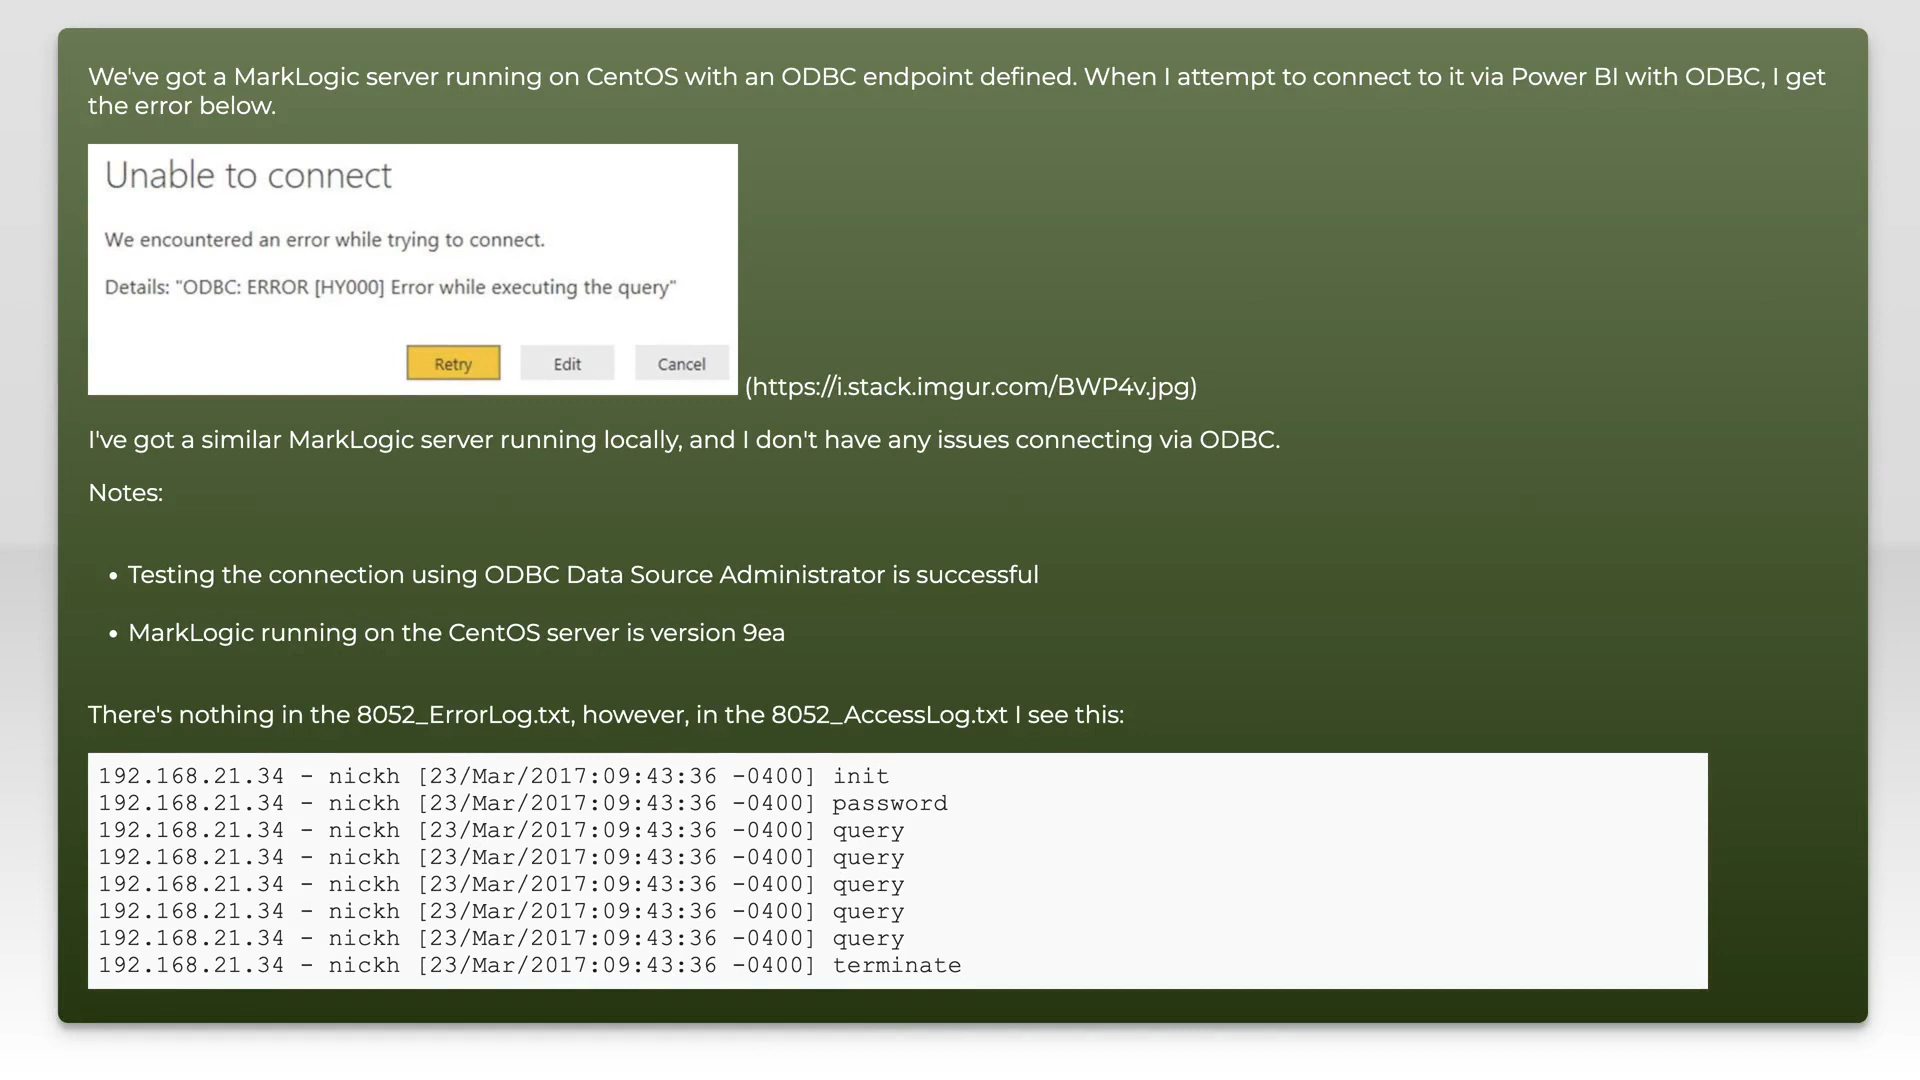 We've got a MarkLogic server running on CentOS with an ODBC endpoint defined. When I attempt to connect to it via Power BI with ODBC, I get
the error below.
Unable to connect
We encountered an error while trying to connect.
Details: "ODBC: ERROR [HY000] Error while executing the query"
Retry Edit Cancel
(https://i.stack.imgur.com/BWP4v.jpg)
I've got a similar MarkLogic server running locally, and I don't have any issues connecting via ODBC.
Notes:
• Testing the connection using ODBC Data Source Administrator is successful
• MarkLogic running on the CentOS server is version 9ea
There's nothing in the 8052_ErrorLog.txt, however, in the 8052_AccessLog.txt I see this:
192.168.21.34 - nickh [23/Mar/2017:09:43:36 -0400] init
192.168.21.34 - nickh [23/Mar/2017:09:43:36 -0400] password
192.168.21.34 - nickh [23/Mar/2017:09:43:36 -0400] query
192.168.21.34 - nickh [23/Mar/2017:09:43:36 -0400] query
192.168.21.34 - nickh [23/Mar/2017:09:43:36 -0400] query
192.168.21.34 - nickh [23/Mar/2017:09:43:36 -0400] query
192.168.21.34 - nickh [23/Mar/2017:09:43:36 -0400] query
192.168.21.34 - nickh [23/Mar/2017:09:43:36 -0400] terminate